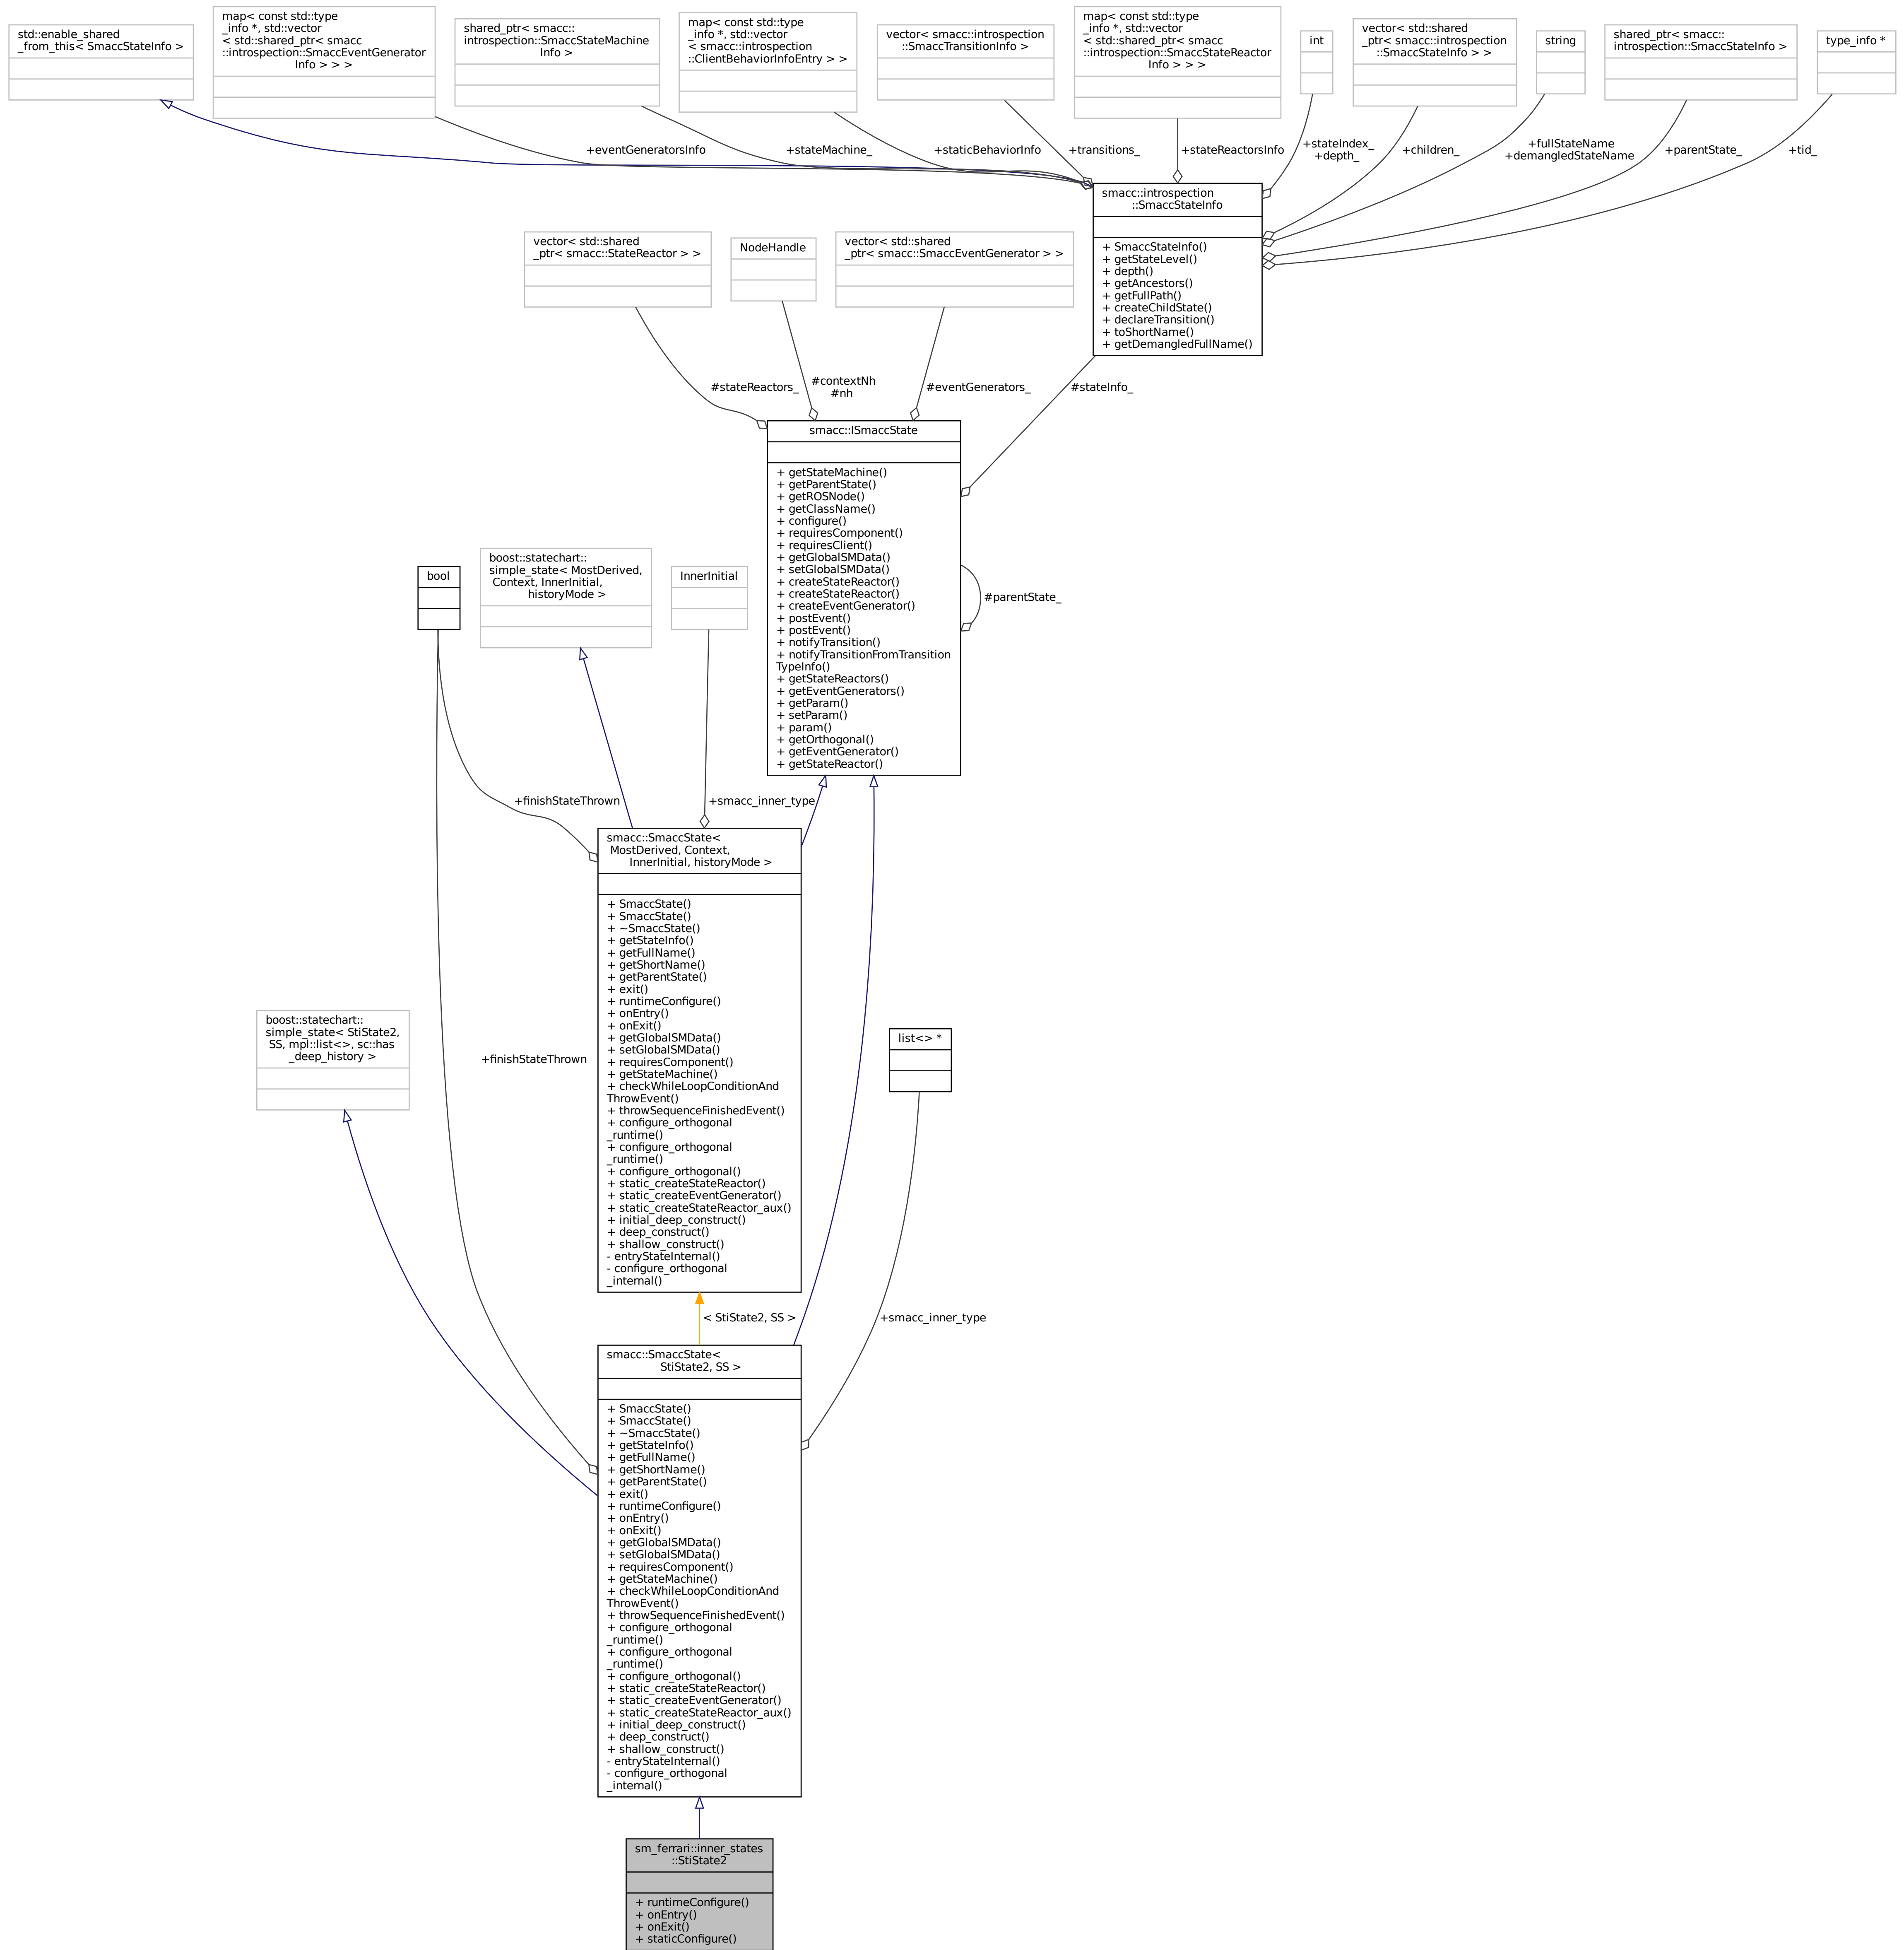 std::enable_shared
_from_this< SmaccStateInfo >
map< const std::type
_info *, std::vector
< std::shared_ptr< smacc
::introspection::SmaccEventGenerator
Info > > >
shared_ptr< smacc::
introspection::SmaccStateMachine
Info >
map< const std::type
_info *, std::vector
< smacc::introspection
::ClientBehaviorInfoEntry > >
vector< smacc::introspection
::SmaccTransitionInfo >
map< const std::type
_info *, std::vector
< std::shared_ptr< smacc
::introspection::SmaccStateReactor
Info > > >
int
vector< std::shared
_ptr< smacc::introspection
::SmaccStateInfo > >
string
shared_ptr< smacc::
introspection::SmaccStateInfo >
type_info *
+eventGeneratorsInfo
+stateMachine_
+staticBehaviorInfo
+transitions_
+stateReactorsInfo
+stateIndex_
+depth_
+children_
+fullStateName
+demangledStateName
+parentState_
+tid_
smacc::introspection
::SmaccStateInfo
+ SmaccStateInfo()
+ getStateLevel()
+ depth()
+ getAncestors()
+ getFullPath()
+ createChildState()
+ declareTransition()
+ toShortName()
+ getDemangledFullName()
vector< std::shared
_ptr< smacc::StateReactor > >
NodeHandle
vector< std::shared
_ptr< smacc::SmaccEventGenerator > >
#stateReactors_
#contextNh
#nh
#eventGenerators_
#stateInfo_
smacc::ISmaccState
+ getStateMachine()
+ getParentState()
+ getROSNode()
+ getClassName()
+ configure()
+ requiresComponent()
+ requiresClient()
+ getGlobalSMData()
+ setGlobalSMData()
+ createStateReactor()
+ createStateReactor()
+ createEventGenerator()
+ postEvent()
+ postEvent()
+ notifyTransition()
+ notifyTransitionFromTransition
TypeInfo()
+ getStateReactors()
+ getEventGenerators()
+ getParam()
+ setParam()
+ param()
+ getOrthogonal()
+ getEventGenerator()
+ getStateReactor()
#parentState_
bool
boost::statechart::
simple_state< MostDerived,
Context, InnerInitial,
historyMode >
InnerInitial
+finishStateThrown
+smacc_inner_type
smacc::SmaccState<
MostDerived, Context,
InnerInitial, historyMode >
+ SmaccState()
+ SmaccState()
+ ~SmaccState()
+ getStateInfo()
+ getFullName()
+ getShortName()
+ getParentState()
+ exit()
+ runtimeConfigure()
+ onEntry()
+ onExit()
+ getGlobalSMData()
+ setGlobalSMData()
+ requiresComponent()
+ getStateMachine()
+ checkWhileLoopConditionAnd
ThrowEvent()
+ throwSequenceFinishedEvent()
+ configure_orthogonal
_runtime()
+ configure_orthogonal
_runtime()
+ configure_orthogonal()
+ static_createStateReactor()
+ static_createEventGenerator()
+ static_createStateReactor_aux()
+ initial_deep_construct()
+ deep_construct()
+ shallow_construct()
- entryStateInternal()
- configure_orthogonal
_internal()
boost::statechart::
simple_state< StiState2,
SS, mpl::list<>, sc::has
_deep_history >
+finishStateThrown
list<> *
< StiState2, SS >
+smacc_inner_type
smacc::SmaccState<
StiState2, SS >
+ SmaccState()
+ SmaccState()
+ ~SmaccState()
+ getStateInfo()
+ getFullName()
+ getShortName()
+ getParentState()
+ exit()
+ runtimeConfigure()
+ onEntry()
+ onExit()
+ getGlobalSMData()
+ setGlobalSMData()
+ requiresComponent()
+ getStateMachine()
+ checkWhileLoopConditionAnd
ThrowEvent()
+ throwSequenceFinishedEvent()
+ configure_orthogonal
_runtime()
+ configure_orthogonal
_runtime()
+ configure_orthogonal()
+ static_createStateReactor()
+ static_createEventGenerator()
+ static_createStateReactor_aux()
+ initial_deep_construct()
+ deep_construct()
+ shallow_construct()
- entryStateInternal()
- configure_orthogonal
_internal()
sm_ferrari::inner_states
::StiState2
+ runtimeConfigure()
+ onEntry()
+ onExit()
+ staticConfigure()